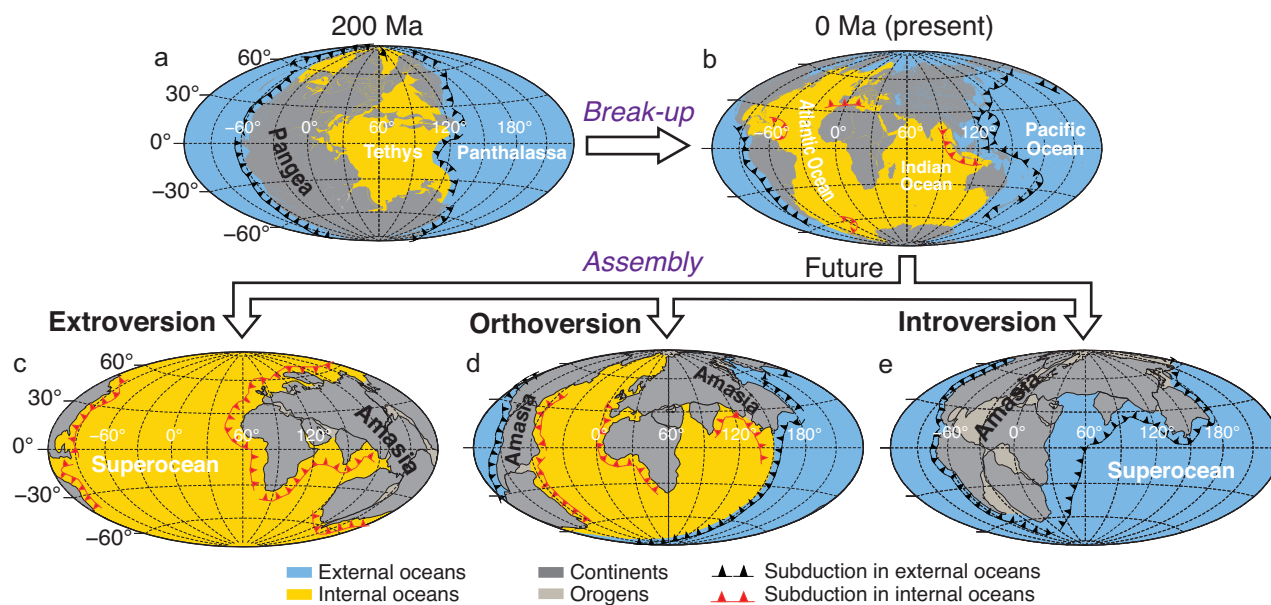 200 Ma
0 Ma (present)
a
60°
30°
0°
−30°
−60°
−60°
0°
60°
120°
180°
Pangea
Tethys
Panthalassa
Break-up
b
−60°
0°
60°
120°
Atlantic Ocean
Indian
Ocean
Pacific
Ocean
Assembly
Future
Extroversion
Orthoversion
Introversion
c
60°
30°
0°
−30°
−60°
−60°
0°
60°
120°
Superocean
Amasia
d
0°
60°
120°
180°
Amasia
Amasia
e
−60°
0°
60°
120°
180°
Amasia
Superocean
External oceans
Internal oceans
Continents
Orogens
Subduction in external oceans
Subduction in internal oceans